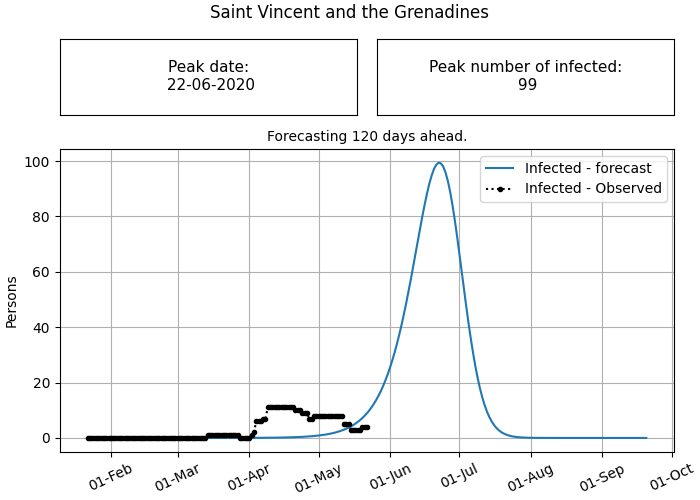 Saint Vincent and the Grenadines
Peak date:
22-06-2020
Peak number of infected:
99
Forecasting 120 days ahead.
Infected - forecast
Infected - Observed
Persons
100
80
60
40
20
0
01-Feb
01-Mar
01-Apr
01-May
01-Jun
01-Jul
01-Aug
01-Sep
01-Oct